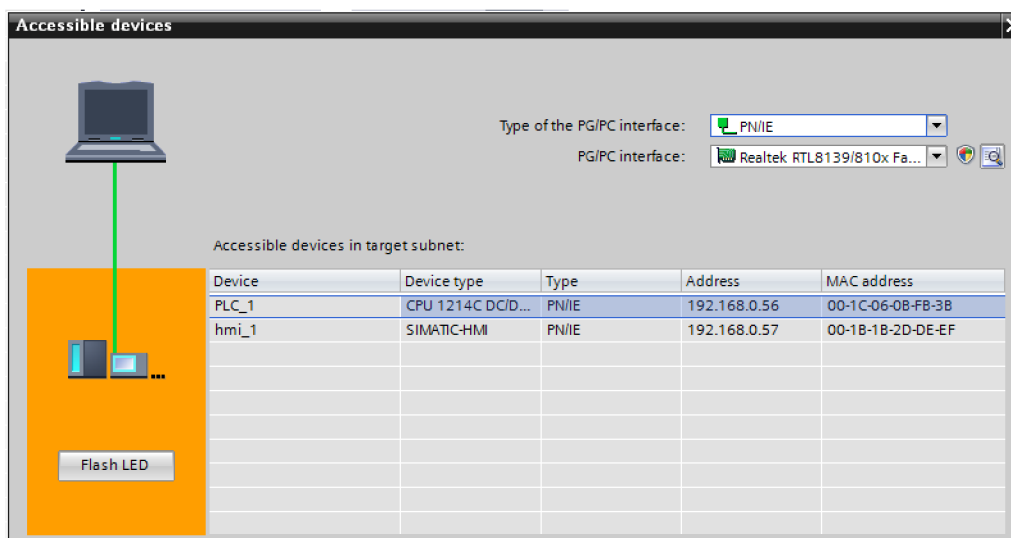 Accessible devices
Type of the PG/PC interface: PN/IE
PG/PC interface: Realtek RTL8139/810x Fa...
Accessible devices in target subnet:
Device Device type Type Address MAC address
PLC_1 CPU 1214C DC/D... PN/IE 192.168.0.56 00-1C-06-0B-FB-3B
hmi_1 SIMATIC-HMI PN/IE 192.168.0.57 00-1B-1B-2D-DE-EF
Flash LED